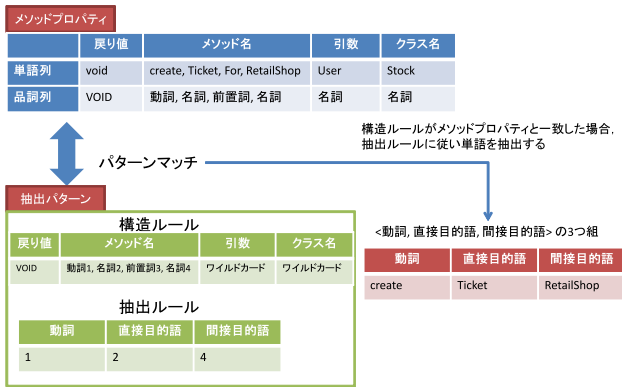 メソッドプロパティ
戻り値 メソッド名 引数 クラス名
単語列 void create, Ticket, For, RetailShop User Stock
品詞列 VOID 動詞, 名詞, 前置詞, 名詞 名詞 名詞
パターンマッチ
構造ルールがメソッドプロパティと一致した場合,
抽出ルールに従い単語を抽出する
抽出パターン
構造ルール
戻り値 メソッド名 引数 クラス名
VOID 動詞1, 名詞2, 前置詞3, 名詞4 ワイルドカード ワイルドカード
抽出ルール
動詞 直接目的語 間接目的語
1 2 4
<動詞, 直接目的語, 間接目的語> の3つ組
動詞 直接目的語 間接目的語
create Ticket RetailShop